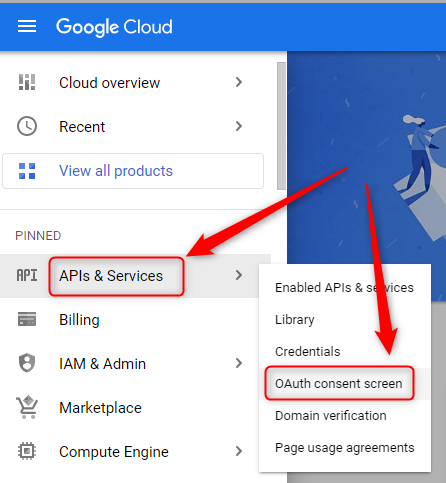 Google Cloud
Cloud overview
Recent
View all products
PINNED
API APIs & Services
Enabled APIs & services
Library
Billing
Credentials
IAM & Admin
OAuth consent screen
Marketplace
Domain verification
Compute Engine
Page usage agreements